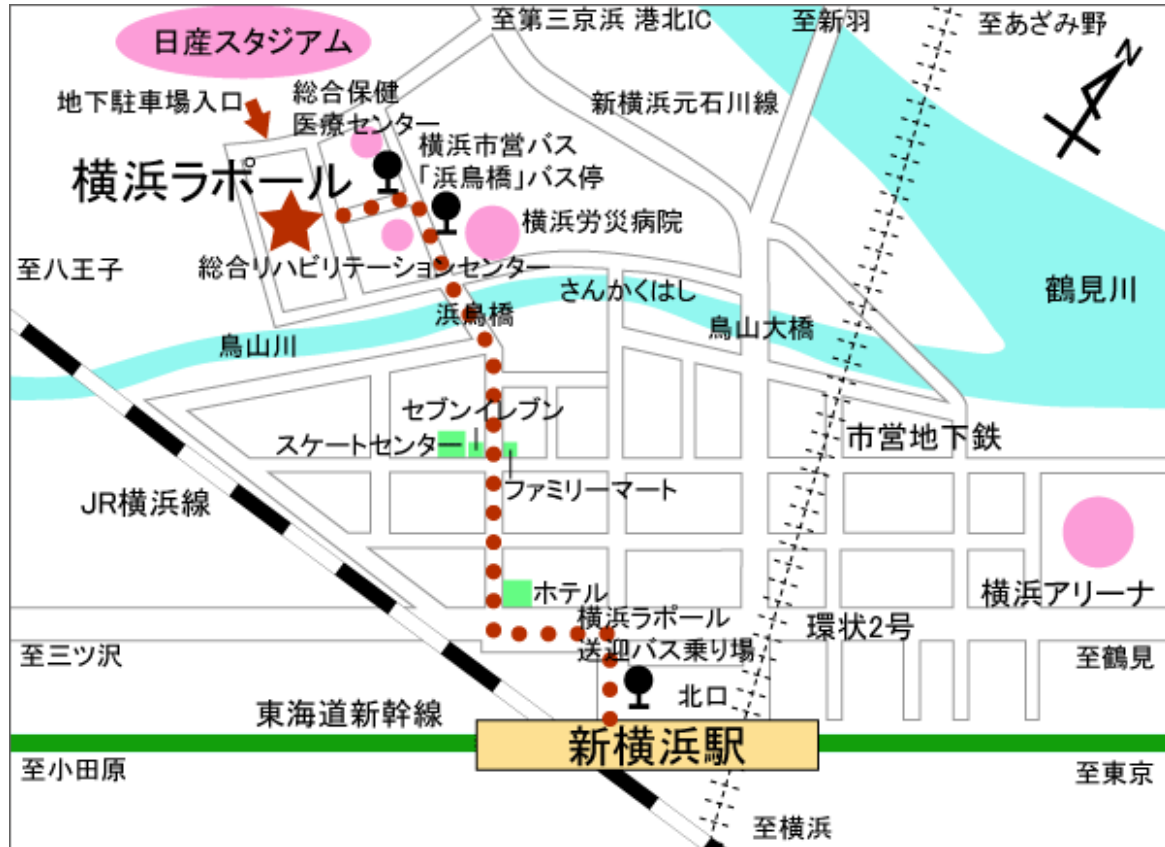 至第三京浜 港北IC
至新羽
至あざみ野
N
日産スタジアム
地下駐車場入口
総合保健
医療センター
新横浜元石川線
横浜市営バス
「浜鳥橋」バス停
横浜ラポール
横浜労災病院
至八王子
総合リハビリテーションセンター
さんかくはし
鶴見川
浜鳥橋
鳥山大橋
鳥山川
セブンイレブン
スケートセンター
市営地下鉄
ファミリーマート
JR横浜線
ホテル
横浜アリーナ
横浜ラポール
送迎バス乗り場
環状2号
至三ツ沢
至鶴見
北口
東海道新幹線
新横浜駅
至小田原
至東京
至横浜